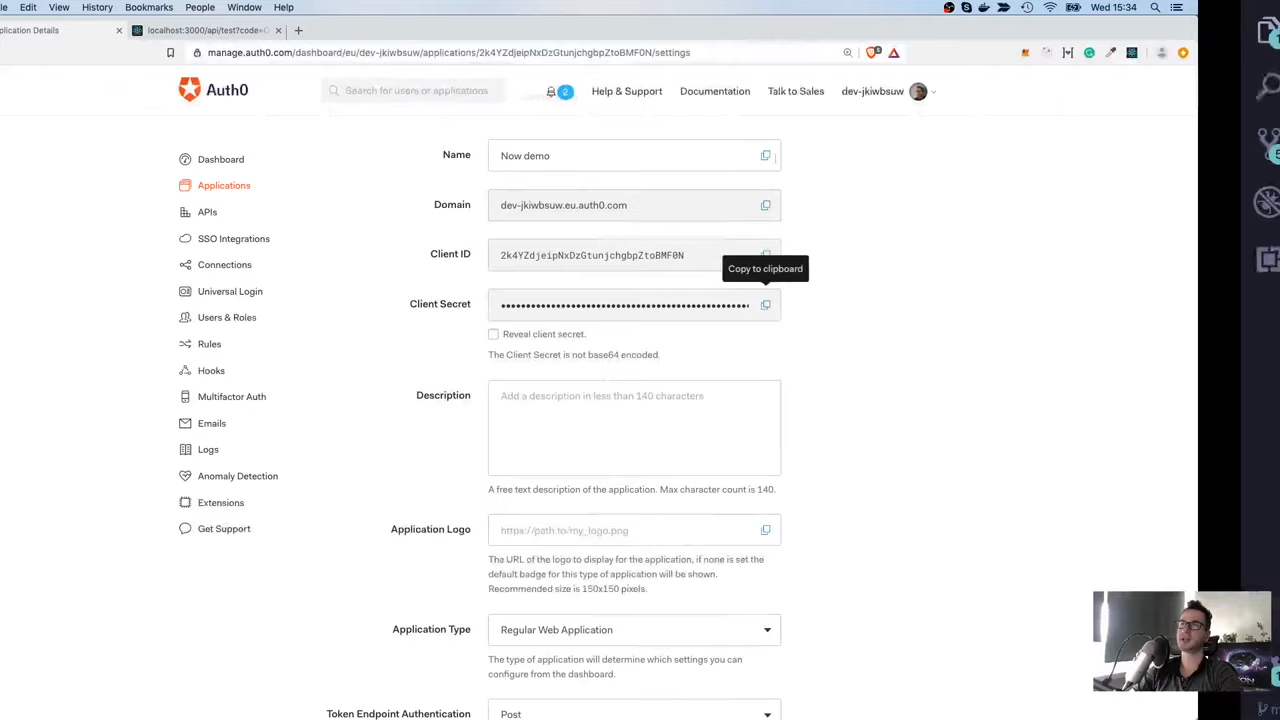 le Edit View History Bookmarks People Window Help Wed 15:34
plication Details localhost:3000/api/test?code=
manage.auth0.com/dashboard/eu/dev-jkiwbsuw/applications/2k4YZdjeipNxDzGtunjchgbpZtoBMF0N/settings
Auth0 Search for users or applications 2 Help & Support Documentation Talk to Sales dev-jkiwbsuw
Dashboard
Applications
APIs
SSO Integrations
Connections
Universal Login
Users & Roles
Rules
Hooks
Multifactor Auth
Emails
Logs
Anomaly Detection
Extensions
Get Support
Name Now demo
Domain dev-jkiwbsuw.eu.auth0.com
Client ID 2k4YZdjeipNxDzGtunjchgbpZtoBMF0N
Copy to clipboard
Client Secret
Reveal client secret.
The Client Secret is not base64 encoded.
Description Add a description in less than 140 characters
A free text description of the application. Max character count is 140.
Application Logo https://path.to/my_logo.png
The URL of the logo to display for the application, if none is set the
default badge for this type of application will be shown.
Recommended size is 150x150 pixels.
Application Type Regular Web Application
The type of application will determine which settings you can
configure from the dashboard.
Token Endpoint Authentication Post